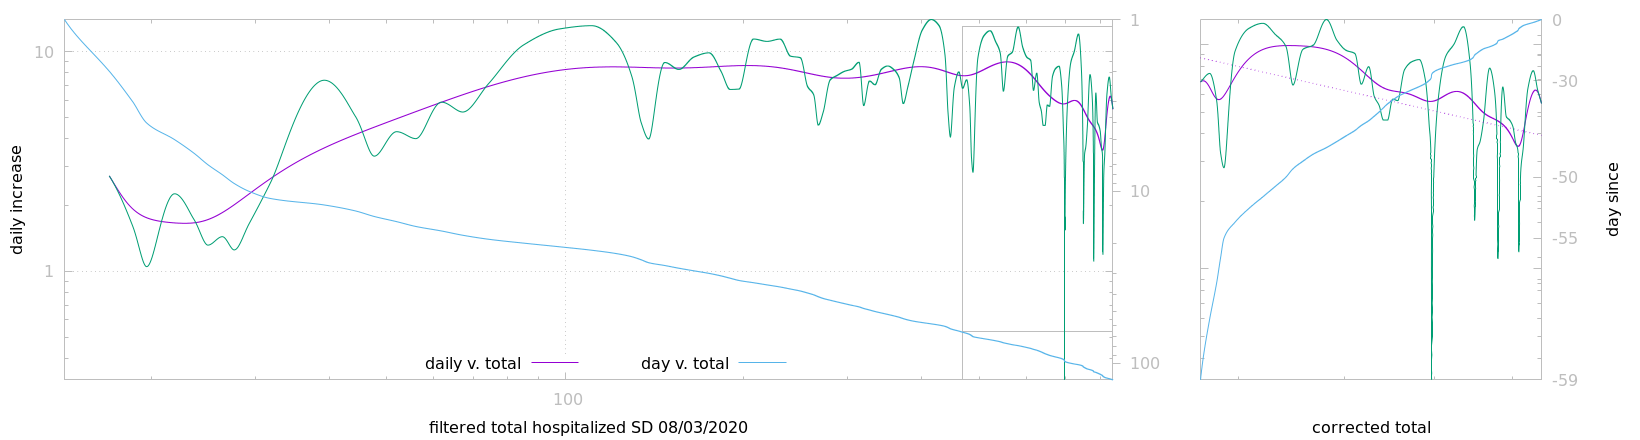 10
1
daily increase
daily v. total
day v. total
100
filtered total hospitalized SD 08/03/2020
1
10
100
0
-30
-50
-55
-59
day since
corrected total